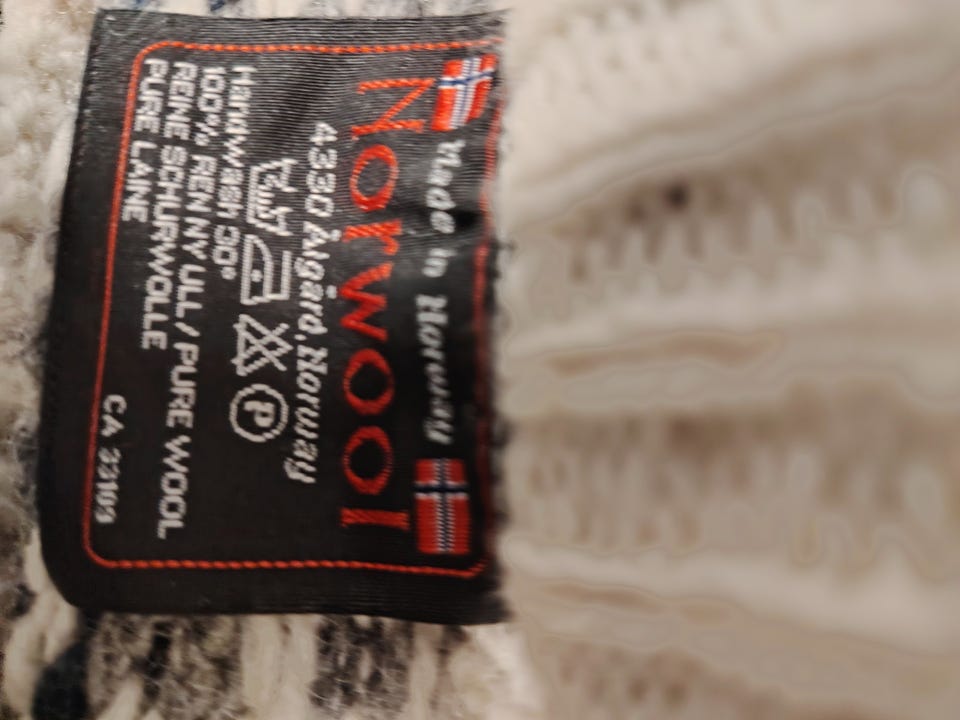 Made in Norway
Norwool
4330 Ålgård, Norway
P
Handwash 30°
100% REN NY ULL / PURE WOOL
REINE SCHURWOLLE
PURE LAINE
CA 33103